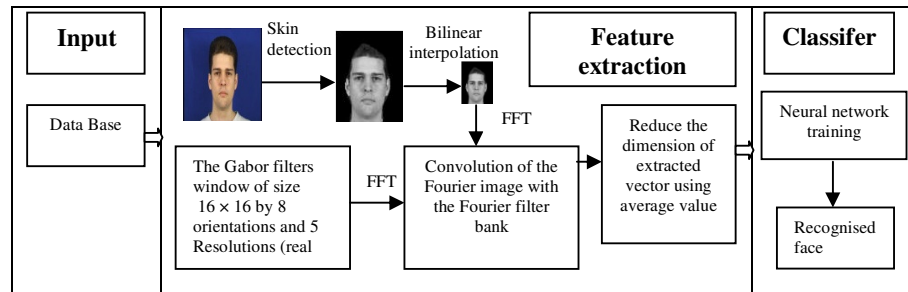 Input
Data Base
Skin
detection
Bilinear
interpolation
Feature
extraction
FFT
The Gabor filters
window of size
16 × 16 by 8
orientations and 5
Resolutions (real
FFT
Convolution of the
Fourier image with
the Fourier filter
bank
Reduce the
dimension of
extracted
vector using
average value
Classifer
Neural network
training
Recognised
face